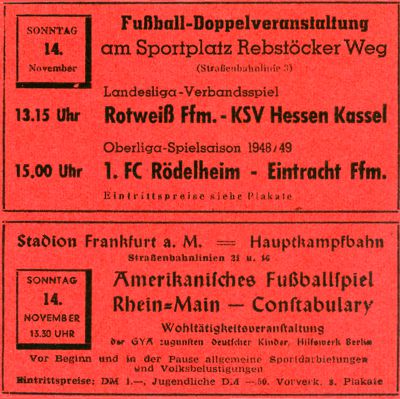 SONNTAG
14.
November
Fußball-Doppelveranstaltung
am Sportplatz Rebstöcker Weg
(Straßenbahnlinie 3)
Landesliga-Verbandsspiel
13.15 Uhr Rotweiß Ffm. - KSV Hessen Kassel
Oberliga-Spielsaison 1948/49
15.00 Uhr 1. FC Rödelheim - Eintracht Ffm.
Eintrittspreise siehe Plakate
Stadion Frankfurt a. M. = Hauptkampfbahn
Straßenbahnlinien 21 u. 16
SONNTAG
14.
NOVEMBER
13.30 UHR
Amerikanisches Fußballspiel
Rhein=Main — Constabulary
Wohltätigkeitsveranstaltung
der GYA zugunsten deutscher Kinder, Hilfswerk Berlin
Vor Beginn und in der Pause allgemeine Sportdarbietungen
und Volksbelustigungen
Eintrittspreise: DM 1.—, Jugendliche D.M —.50. Vorverk. s. Plakate